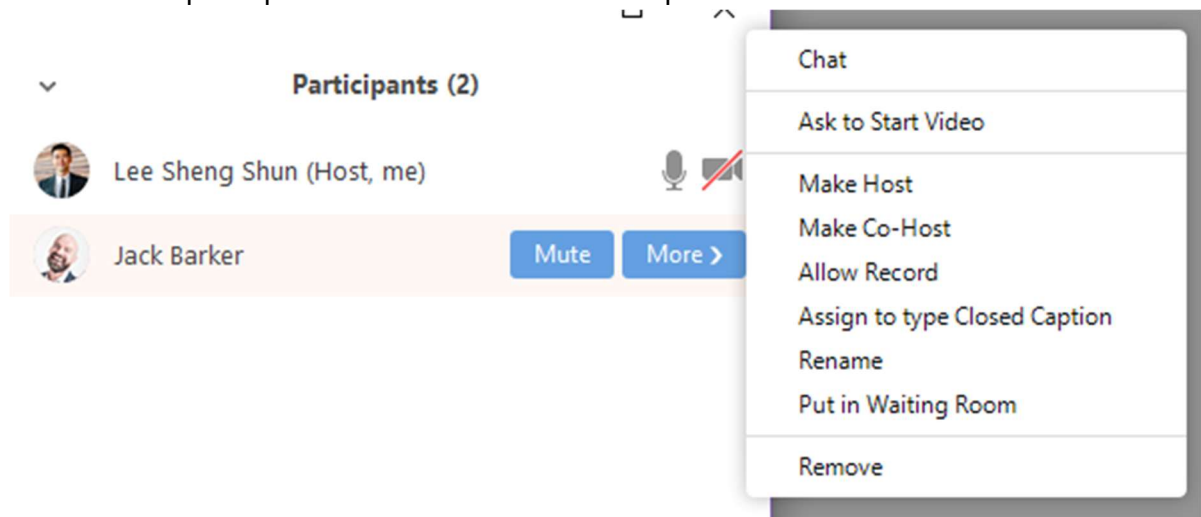 Participants (2)
Lee Sheng Shun (Host, me)
Jack Barker
Mute
More
Chat
Ask to Start Video
Make Host
Make Co-Host
Allow Record
Assign to type Closed Caption
Rename
Put in Waiting Room
Remove